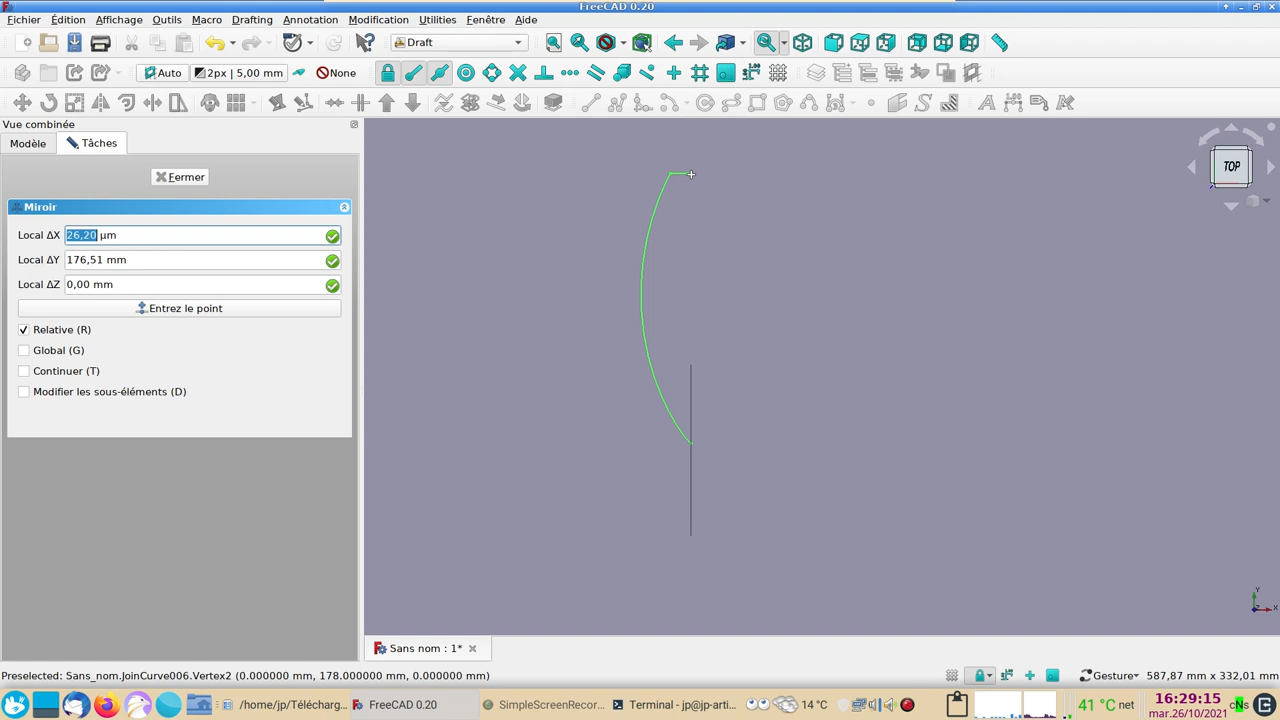 FreeCAD 0.20
Fichier Édition Affichage Outils Macro Drafting Annotation Modification Utilities Fenêtre Aide
Draft
Auto 2px | 5,00 mm None
Vue combinée
Modèle Tâches
Fermer
Miroir
Local ΔX 26,20 µm
Local ΔY 176,51 mm
Local ΔZ 0,00 mm
Entrez le point
Relative (R)
Global (G)
Continuer (T)
Modifier les sous-éléments (D)
TOP
Y
X
Sans nom : 1*
Preselected: Sans_nom.JoinCurve006.Vertex2 (0.000000 mm, 178.000000 mm, 0.000000 mm)
Gesture 587,87 mm x 332,01 mm
/home/jp/Télécharg... FreeCAD 0.20 SimpleScreenRecor... Terminal - jp@jp-arti... 14 °C 41 °C net 16:29:15
mar.26/10/2021